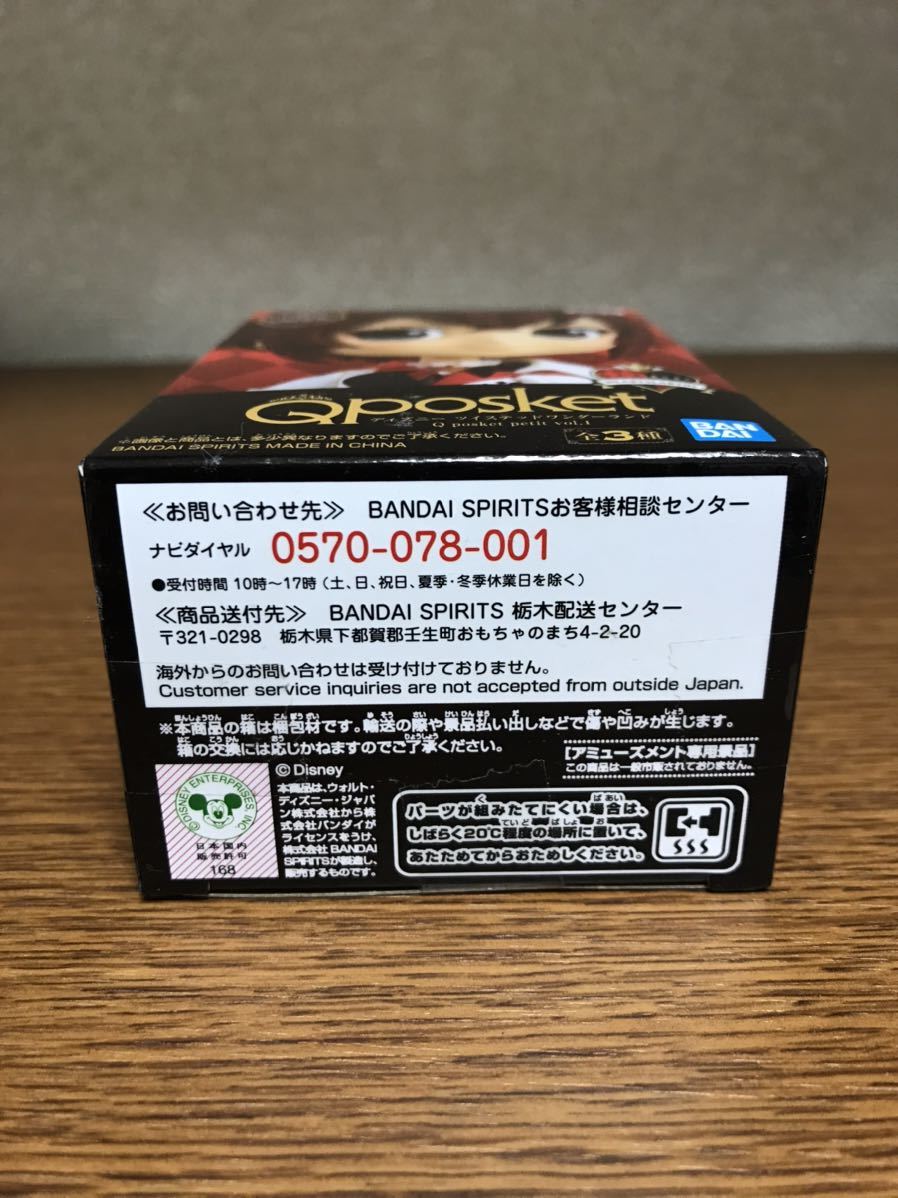 Qposket
ディズニー ツイステッドワンダーランド
Q posket petit vol.1
全3種
BANDAI
※画像と商品とは、多少異なりますのでご了承ください。
BANDAI SPIRITS MADE IN CHINA
≪お問い合わせ先≫ BANDAI SPIRITSお客様相談センター
ナビダイヤル 0570-078-001
●受付時間 10時〜17時（土、日、祝日、夏季・冬季休業日を除く）
≪商品送付先≫ BANDAI SPIRITS 栃木配送センター
〒321-0298 栃木県下都賀郡壬生町おもちゃのまち4-2-20
海外からのお問い合わせは受け付けておりません。
Customer service inquiries are not accepted from outside Japan.
※本商品の箱は梱包材です。輸送の際や景品払い出しなどで傷や凹みが生じます。
箱の交換には応じかねますのでご了承ください。
[アミューズメント専用景品]
この商品は一般市販されておりません。
©DISNEY ENTERPRISES INC
日本国内
販売許可
168
©Disney
本商品は、ウォルト・
ディズニー・ジャパ
ン株式会社から株
式会社バンダイが
ライセンスをうけ、
株式会社BANDAI
SPIRITSが製造し、
販売するものです。
パーツが組みたてにくい場合は、
しばらく20℃程度の場所に置いて、
あたためてからおためしください。